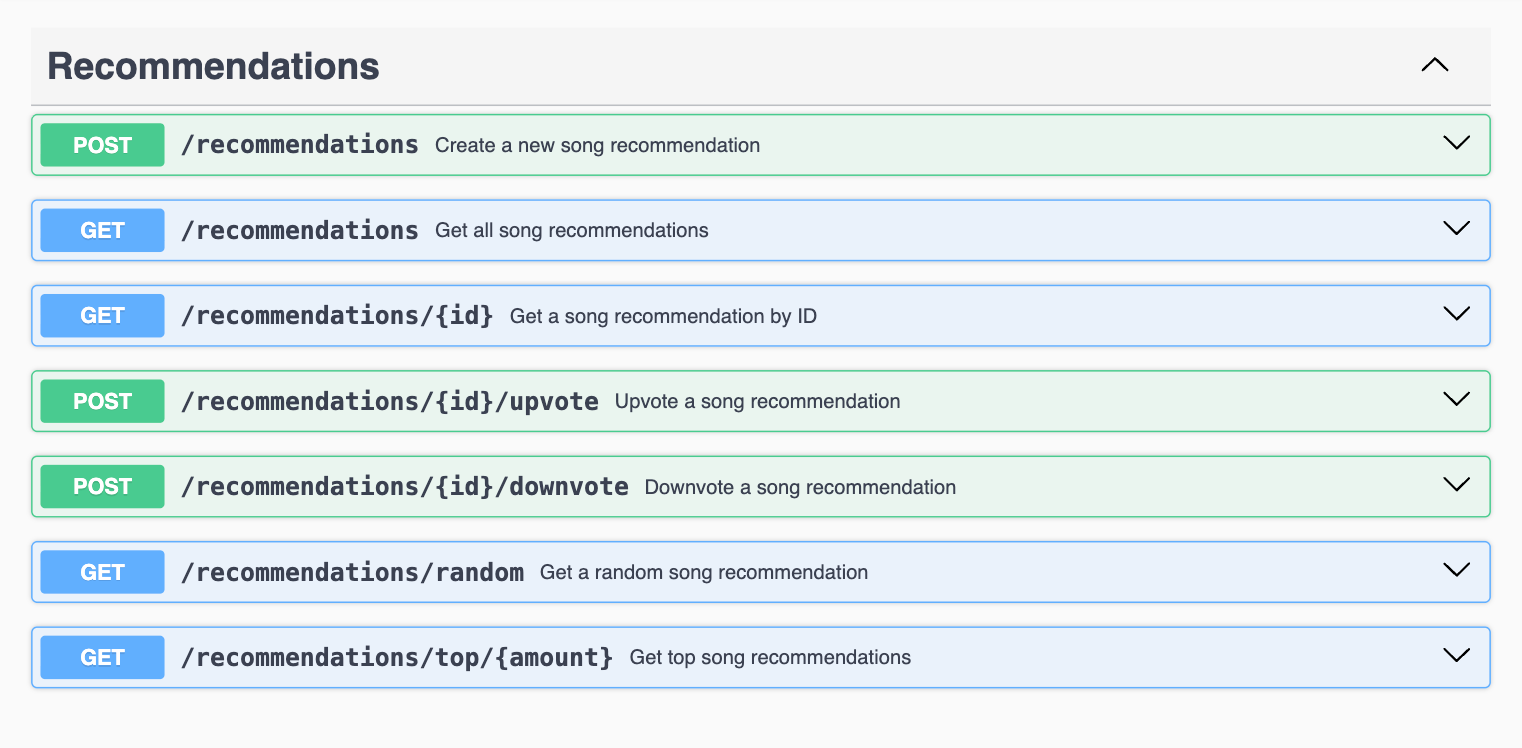 Recommendations
POST /recommendations Create a new song recommendation
GET /recommendations Get all song recommendations
GET /recommendations/{id} Get a song recommendation by ID
POST /recommendations/{id}/upvote Upvote a song recommendation
POST /recommendations/{id}/downvote Downvote a song recommendation
GET /recommendations/random Get a random song recommendation
GET /recommendations/top/{amount} Get top song recommendations